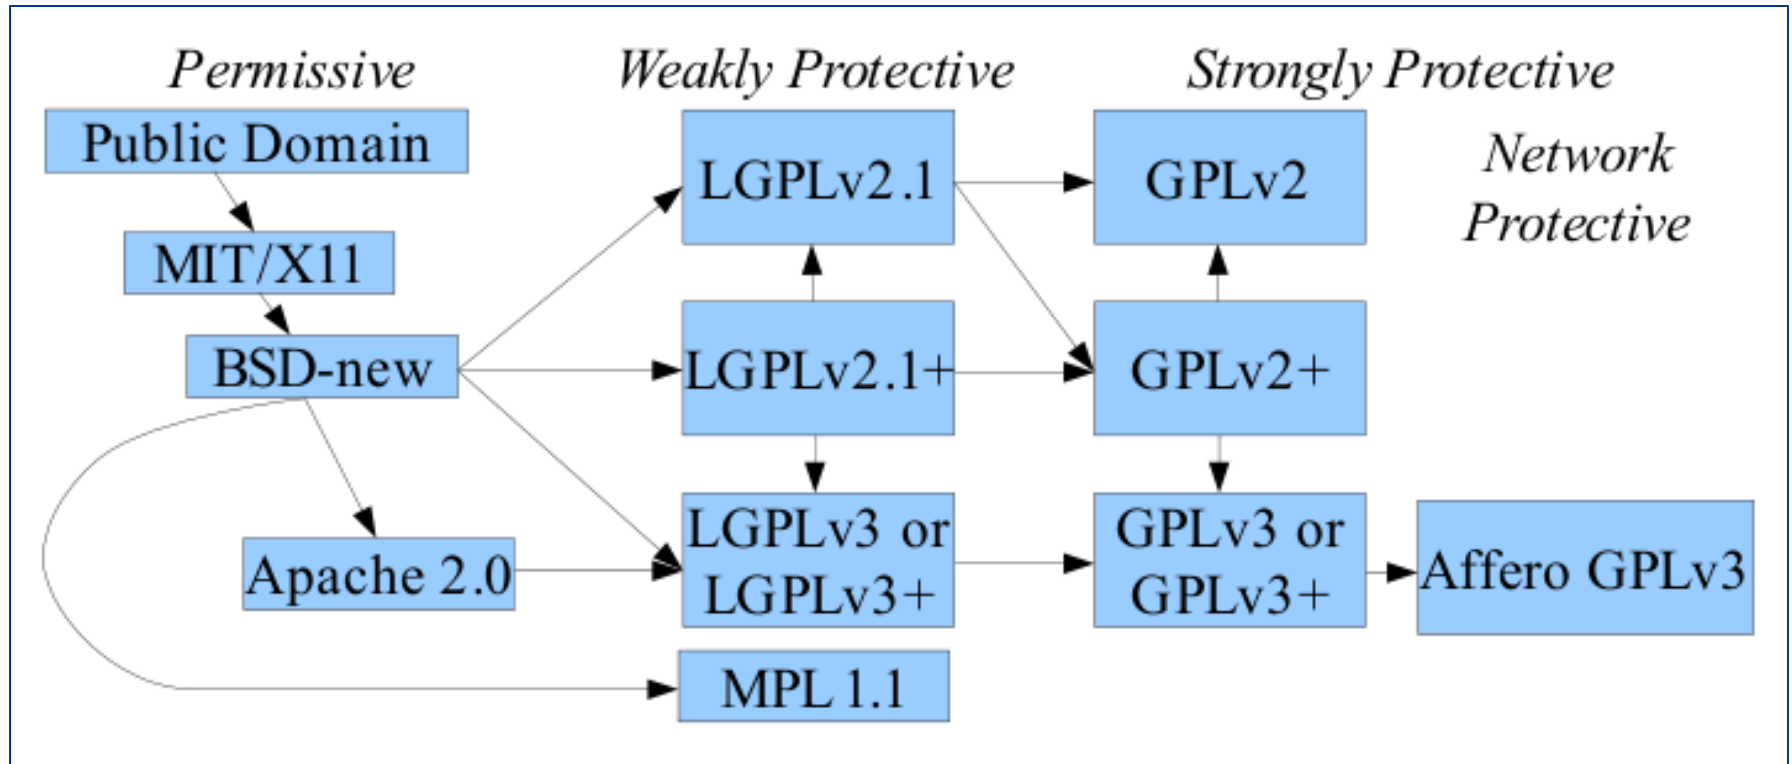 Permissive
Weakly Protective
Strongly Protective
Public Domain
LGPLv2.1
GPLv2
Network
Protective
MIT/X11
BSD-new
LGPLv2.1+
GPLv2+
Apache 2.0
LGPLv3 or
LGPLv3+
GPLv3 or
GPLv3+
Affero GPLv3
MPL 1.1